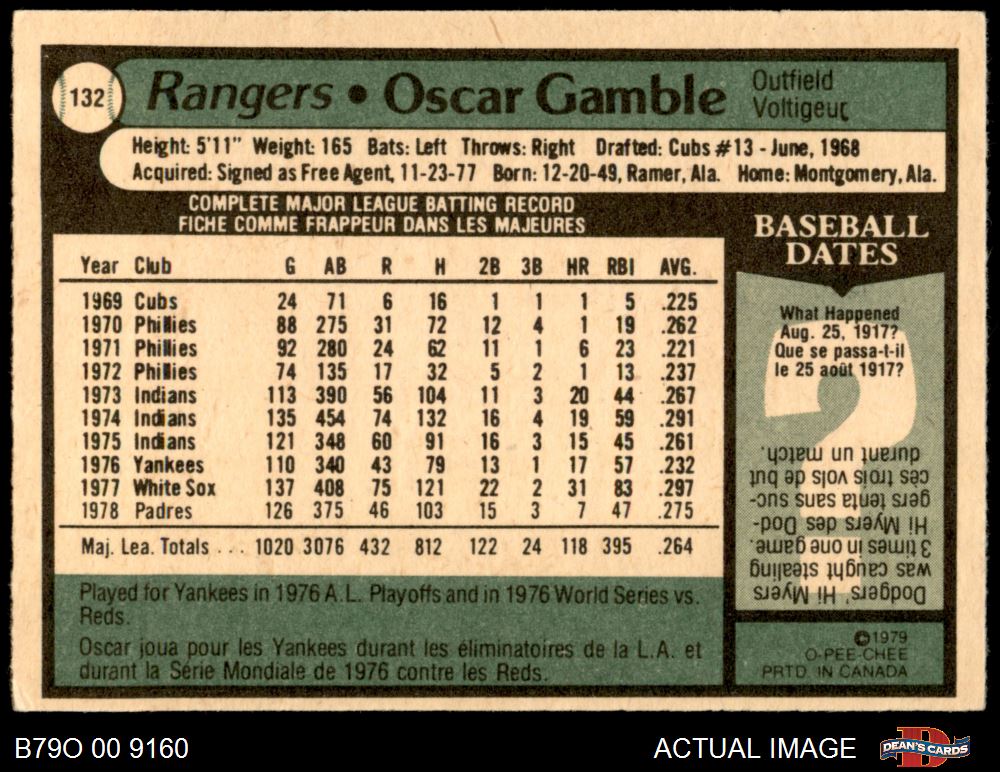 132 Rangers • Oscar Gamble Outfield
Voltigeur
Height: 5'11" Weight: 165 Bats: Left Throws: Right Drafted: Cubs #13 - June, 1968
Acquired: Signed as Free Agent, 11-23-77 Born: 12-20-49, Ramer, Ala. Home: Montgomery, Ala.
COMPLETE MAJOR LEAGUE BATTING RECORD
FICHE COMME FRAPPEUR DANS LES MAJEURES
Year Club G AB R H 2B 3B HR RBI AVG.
1969 Cubs 24 71 6 16 1 1 1 5 .225
1970 Phillies 88 275 31 72 12 4 1 19 .262
1971 Phillies 92 280 24 62 11 1 6 23 .221
1972 Phillies 74 135 17 32 5 2 1 13 .237
1973 Indians 113 390 56 104 11 3 20 44 .267
1974 Indians 135 454 74 132 16 4 19 59 .291
1975 Indians 121 348 60 91 16 3 15 45 .261
1976 Yankees 110 340 43 79 13 1 17 57 .232
1977 White Sox 137 408 75 121 22 2 31 83 .297
1978 Padres 126 375 46 103 15 3 7 47 .275
Maj. Lea. Totals ... 1020 3076 432 812 122 24 118 395 .264
Played for Yankees in 1976 A.L. Playoffs and in 1976 World Series vs.
Reds.
Oscar joua pour les Yankees durant les éliminatoires de la L.A. et
durant la Série Mondiale de 1976 contre les Reds.
BASEBALL
DATES
What Happened
Aug. 25, 1917?
Que se passa-t-il
le 25 août 1917?
Dodgers' Hi Myers
was caught stealing
3 times in one game.
Hi Myers des Dod-
gers tenta sans suc-
cès trois vols de but
durant un match.
©1979
O-PEE-CHEE
PRTD. IN CANADA
B79O 00 9160
ACTUAL IMAGE
D
DEAN'S CARDS